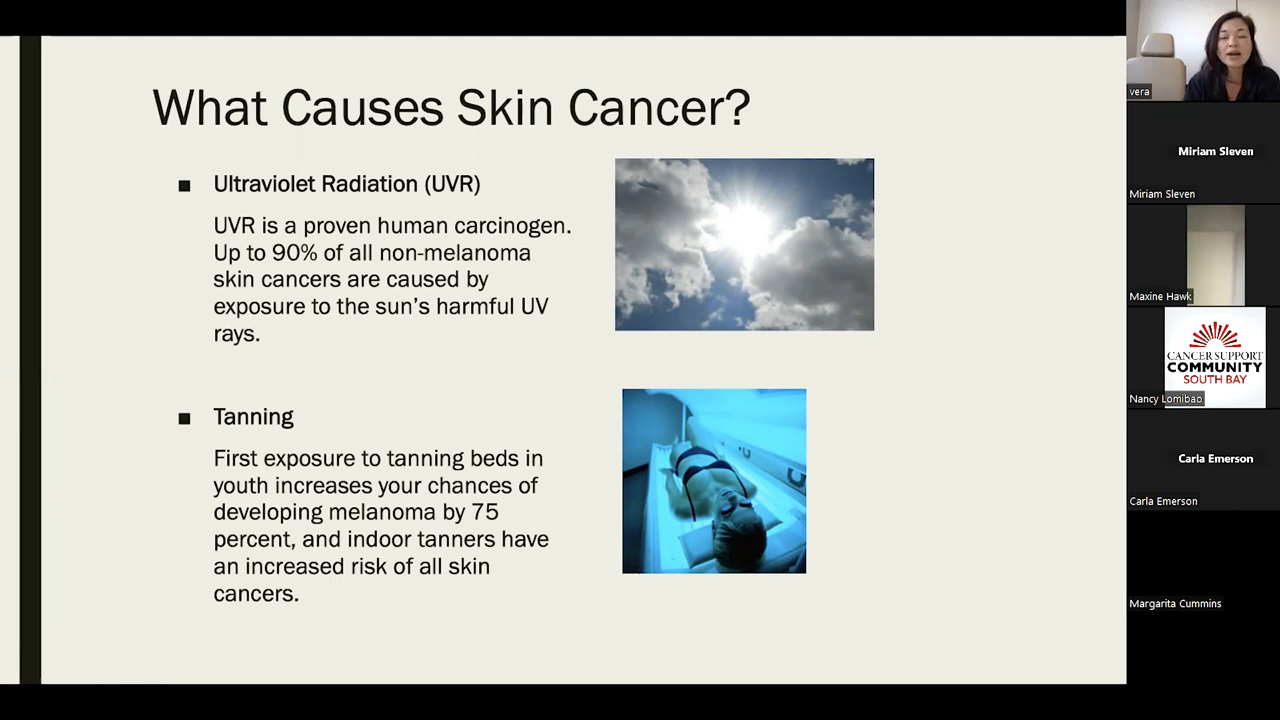 What Causes Skin Cancer?
■ Ultraviolet Radiation (UVR)
UVR is a proven human carcinogen.
Up to 90% of all non-melanoma
skin cancers are caused by
exposure to the sun’s harmful UV
rays.
■ Tanning
First exposure to tanning beds in
youth increases your chances of
developing melanoma by 75
percent, and indoor tanners have
an increased risk of all skin
cancers.
vera
Miriam Sleven
Miriam Sleven
Maxine Hawk
CANCER SUPPORT
COMMUNITY
SOUTH BAY
Nancy Lomibao
Carla Emerson
Carla Emerson
Margarita Cummins